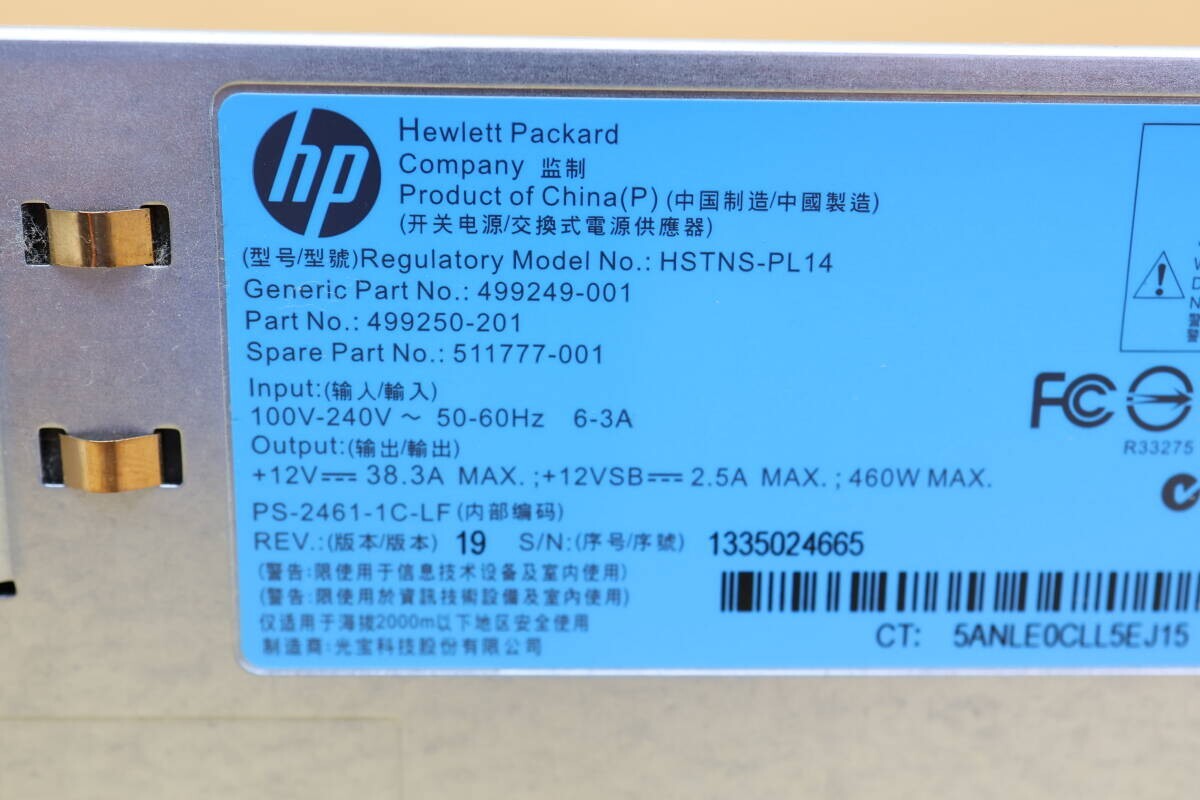 hp
Hewlett Packard
Company 监制
Product of China(P) (中国制造/中國製造)
(开关电源/交換式電源供應器)
(型号/型號)Regulatory Model No.: HSTNS-PL14
Generic Part No.: 499249-001
Part No.: 499250-201
Spare Part No.: 511777-001
Input:(输入/輸入)
100V-240V ～ 50-60Hz 6-3A
Output:(输出/輸出)
+12V⎓ 38.3A MAX. ;+12VSB⎓ 2.5A MAX. ; 460W MAX.
PS-2461-1C-LF (内部编码)
REV.:(版本/版本) 19 S/N:(序号/序號) 1335024665
(警告:限使用于信息技术设备及室内使用)
(警告:限使用於資訊技術設備及室內使用)
仅适用于海拔2000m以下地区安全使用
制造商:光宝科技股份有限公司
CT: 5ANLE0CLL5EJ15
FC
R33275